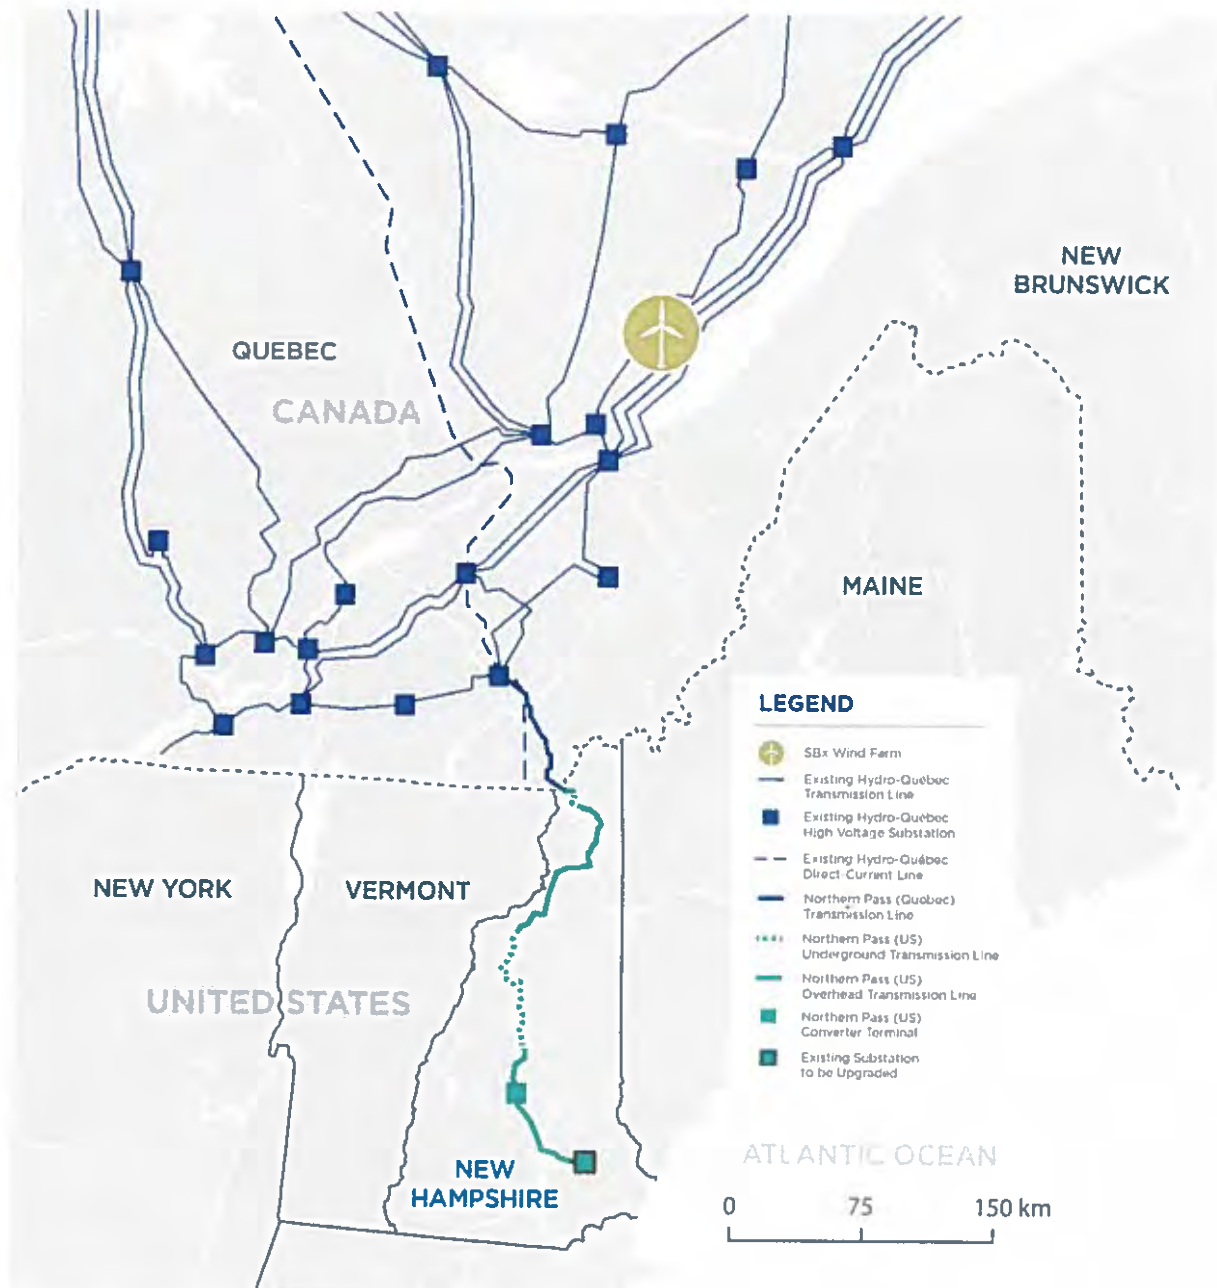 NEW
BRUNSWICK
QUEBEC
CANADA
MAINE
LEGEND
SBx Wind Farm
Existing Hydro-Québec
Transmission Line
Existing Hydro-Québec
High Voltage Substation
Existing Hydro-Québec
Direct-Current Line
Northern Pass (Quebec)
Transmission Line
Northern Pass (US)
Underground Transmission Line
Northern Pass (US)
Overhead Transmission Line
Northern Pass (US)
Converter Terminal
Existing Substation
to be Upgraded
NEW YORK
VERMONT
UNITED STATES
NEW
HAMPSHIRE
ATLANTIC OCEAN
0 75 150 km